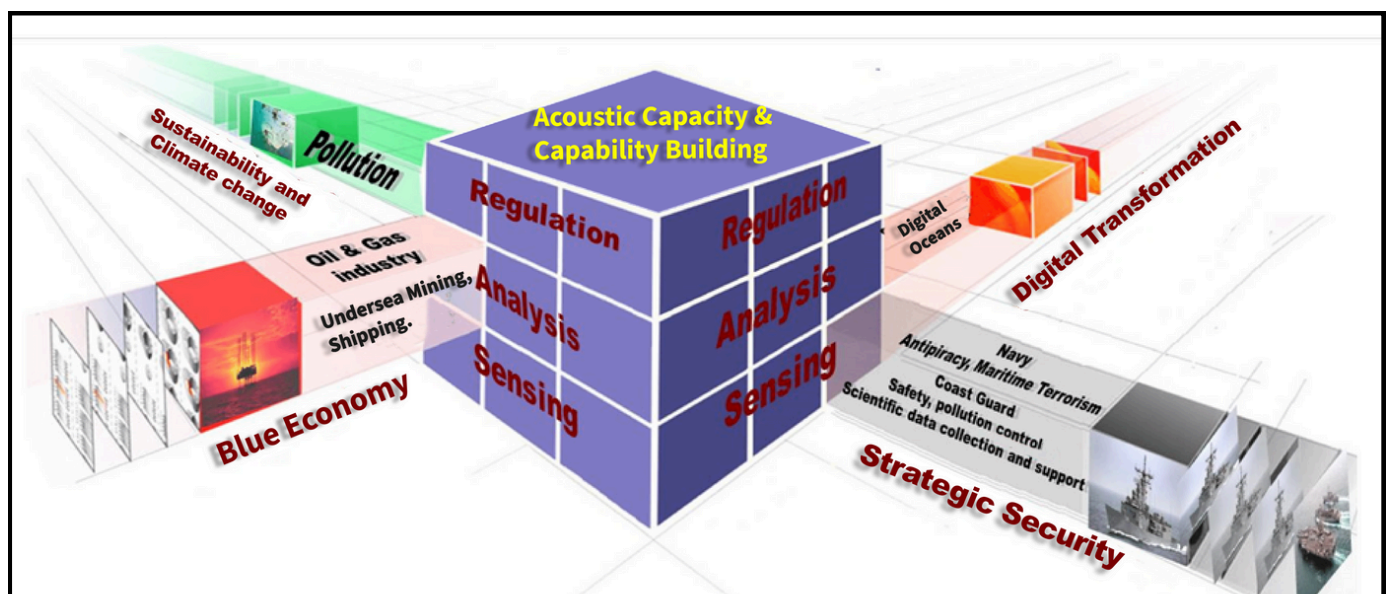 Acoustic Capacity &
Capability Building
Regulation
Analysis
Sensing
Regulation
Analysis
Sensing
Pollution
Sustainability and
Climate change
Oil & Gas
industry
Undersea Mining,
Shipping.
Blue Economy
Digital
Oceans
Digital Transformation
Navy
Antipiracy, Maritime Terrorism
Coast Guard
Safety, pollution control
Scientific data collection and support
Strategic Security